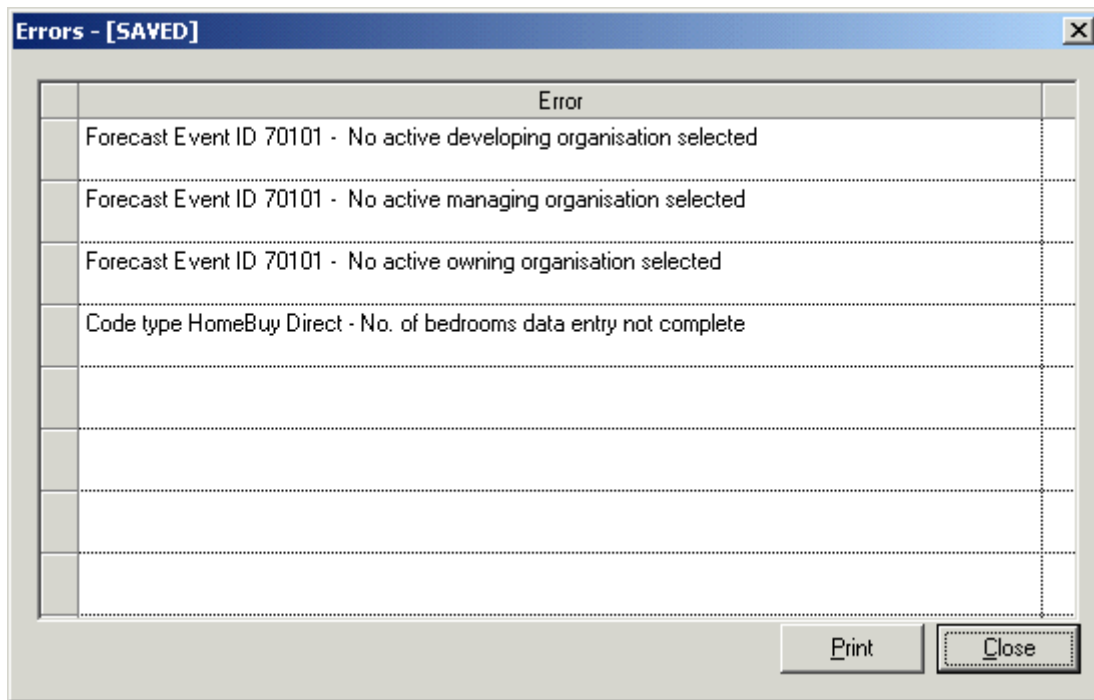 Errors - [SAVED]
Error
Forecast Event ID 70101 - No active developing organisation selected
Forecast Event ID 70101 - No active managing organisation selected
Forecast Event ID 70101 - No active owning organisation selected
Code type HomeBuy Direct - No. of bedrooms data entry not complete
Print
Close